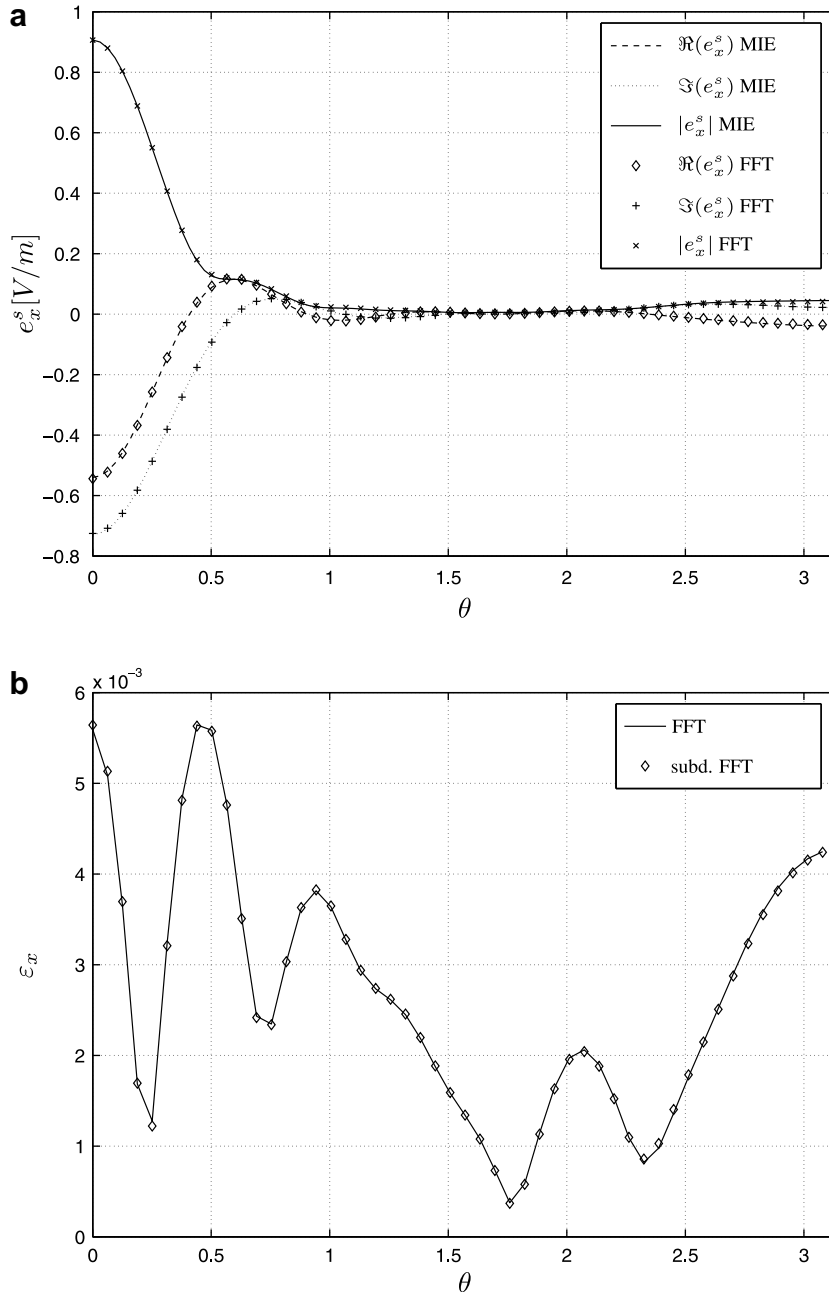 a
1
0.8
0.6
0.4
0.2
0
−0.2
−0.4
−0.6
−0.8
e_x^s [V/m]
0
0.5
1
1.5
2
2.5
3
θ
ℜ(e_x^s) MIE
ℑ(e_x^s) MIE
|e_x^s| MIE
ℜ(e_x^s) FFT
ℑ(e_x^s) FFT
|e_x^s| FFT
b
x 10⁻³
6
5
4
3
2
1
0
ε_x
0
0.5
1
1.5
2
2.5
3
θ
FFT
subd. FFT